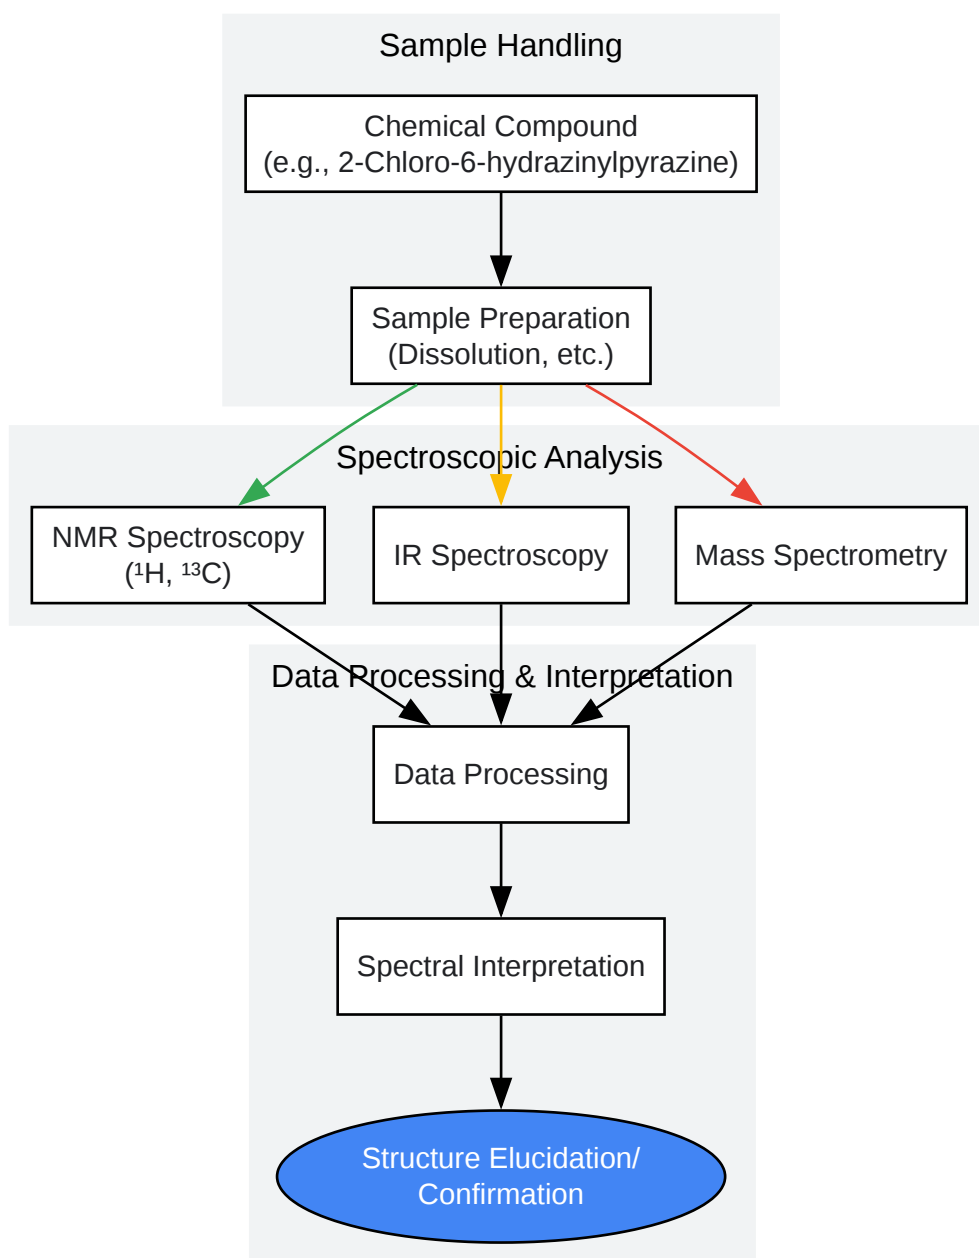 Sample Handling
Chemical Compound
(e.g., 2-Chloro-6-hydrazinylpyrazine)
Sample Preparation
(Dissolution, etc.)
Spectroscopic Analysis
NMR Spectroscopy
(¹H, ¹³C)
IR Spectroscopy
Mass Spectrometry
Data Processing & Interpretation
Data Processing
Spectral Interpretation
Structure Elucidation/
Confirmation